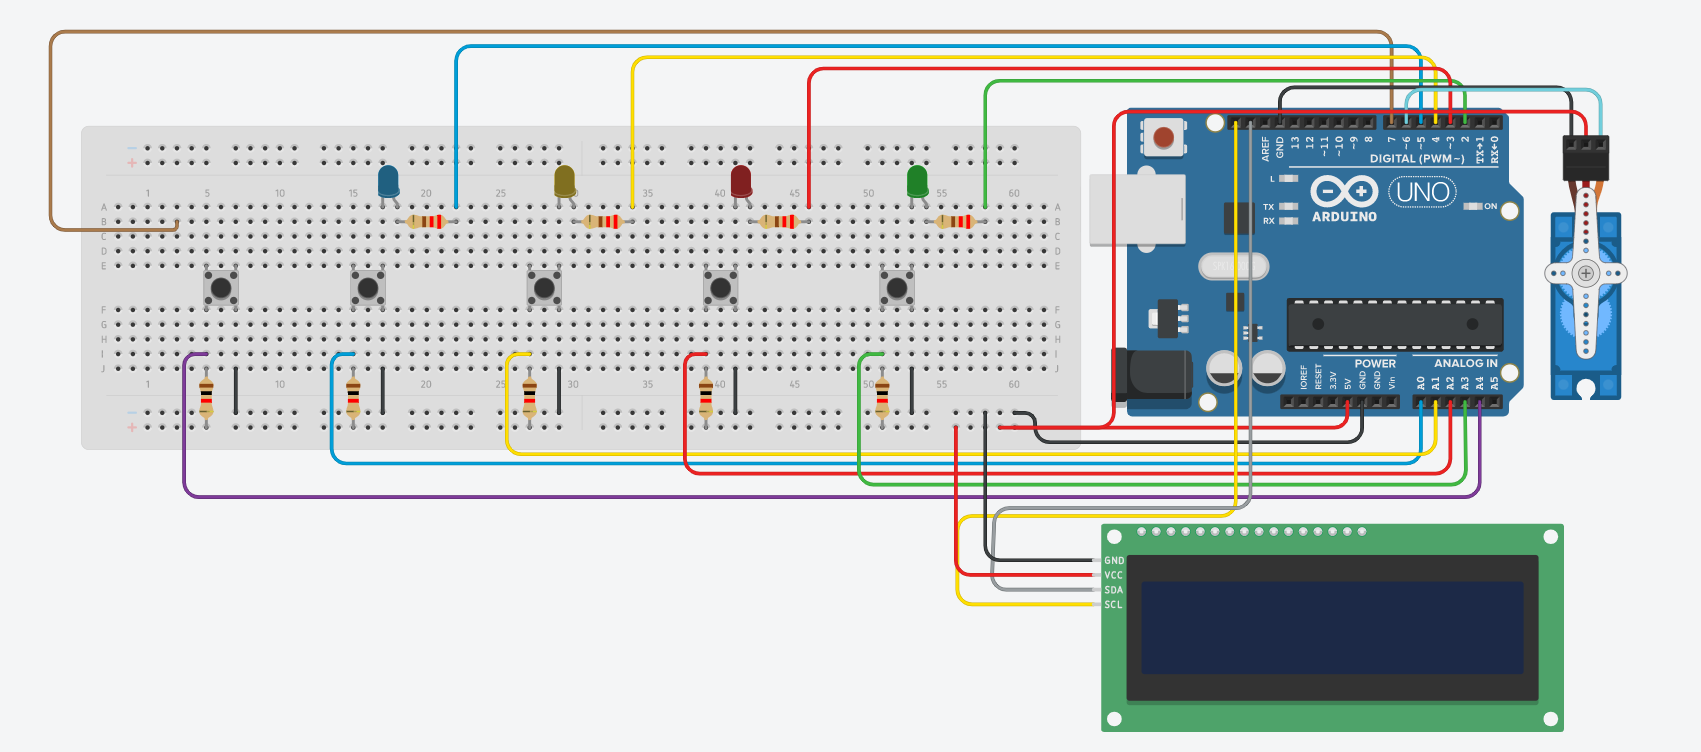 1 5 10 15 20 25 30 35 40 45 50 55 60
A
B
C
D
E
F
G
H
I
J
A
B
C
D
E
F
G
H
I
J
1 5 10 15 20 25 30 35 40 45 50 55 60
AREF
GND
13
12
~11
~10
~9
8
7
~6
~5
4
~3
2
TX→1
RX←0
DIGITAL (PWM~)
L
TX
RX
ARDUINO
UNO
ON
POWER
ANALOG IN
IOREF
RESET
3.3V
5V
GND
GND
Vin
A0
A1
A2
A3
A4
A5
GND
VCC
SDA
SCL